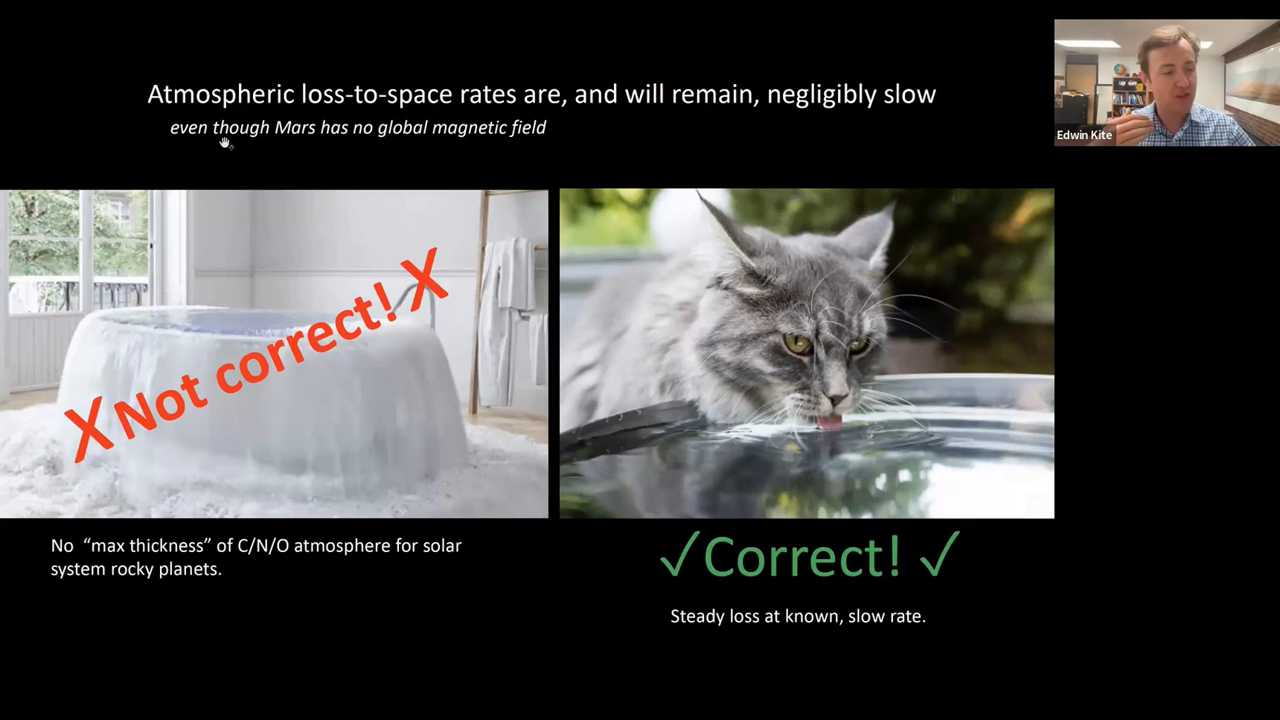 Atmospheric loss-to-space rates are, and will remain, negligibly slow
even though Mars has no global magnetic field
Edwin Kite
X Not correct! X
No “max thickness” of C/N/O atmosphere for solar
system rocky planets.
✓Correct! ✓
Steady loss at known, slow rate.